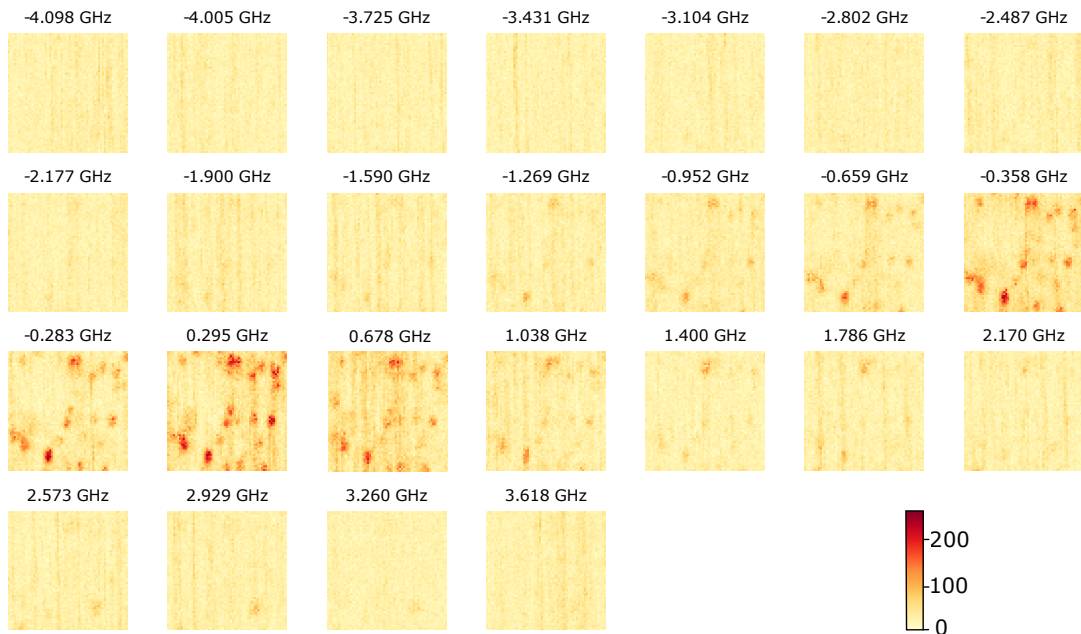 -4.098 GHz -4.005 GHz -3.725 GHz -3.431 GHz -3.104 GHz -2.802 GHz -2.487 GHz
-2.177 GHz -1.900 GHz -1.590 GHz -1.269 GHz -0.952 GHz -0.659 GHz -0.358 GHz
-0.283 GHz 0.295 GHz 0.678 GHz 1.038 GHz 1.400 GHz 1.786 GHz 2.170 GHz
2.573 GHz 2.929 GHz 3.260 GHz 3.618 GHz
200
100
0